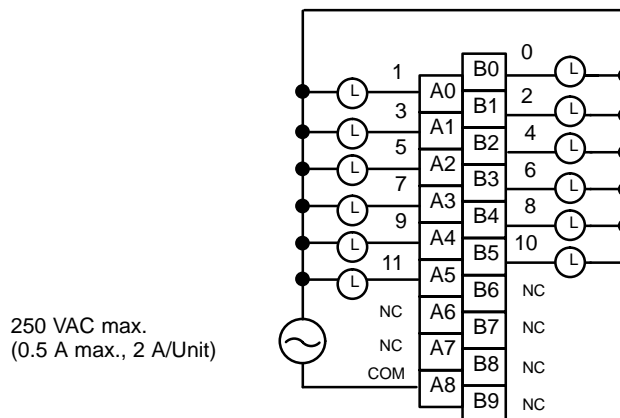 0
B0
L
1
L
A0
2
B1
L
3
L
A1
4
B2
L
5
L
A2
6
B3
L
7
L
A3
8
B4
L
9
L
A4
10
B5
L
11
L
A5
B6
NC
NC
A6
B7
NC
250 VAC max.
(0.5 A max., 2 A/Unit)
NC
A7
B8
NC
COM
A8
B9
NC